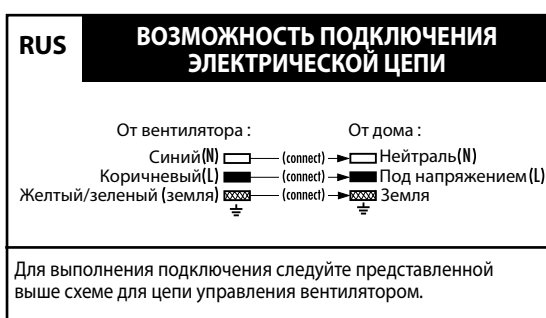 RUS
ВОЗМОЖНОСТЬ ПОДКЛЮЧЕНИЯ
ЭЛЕКТРИЧЕСКОЙ ЦЕПИ
От вентилятора : От дома :
Синий(N) (connect) Нейтраль(N)
Коричневый(L) (connect) Под напряжением(L)
Желтый/зеленый (земля) (connect) Земля
Для выполнения подключения следуйте представленной
выше схеме для цепи управления вентилятором.